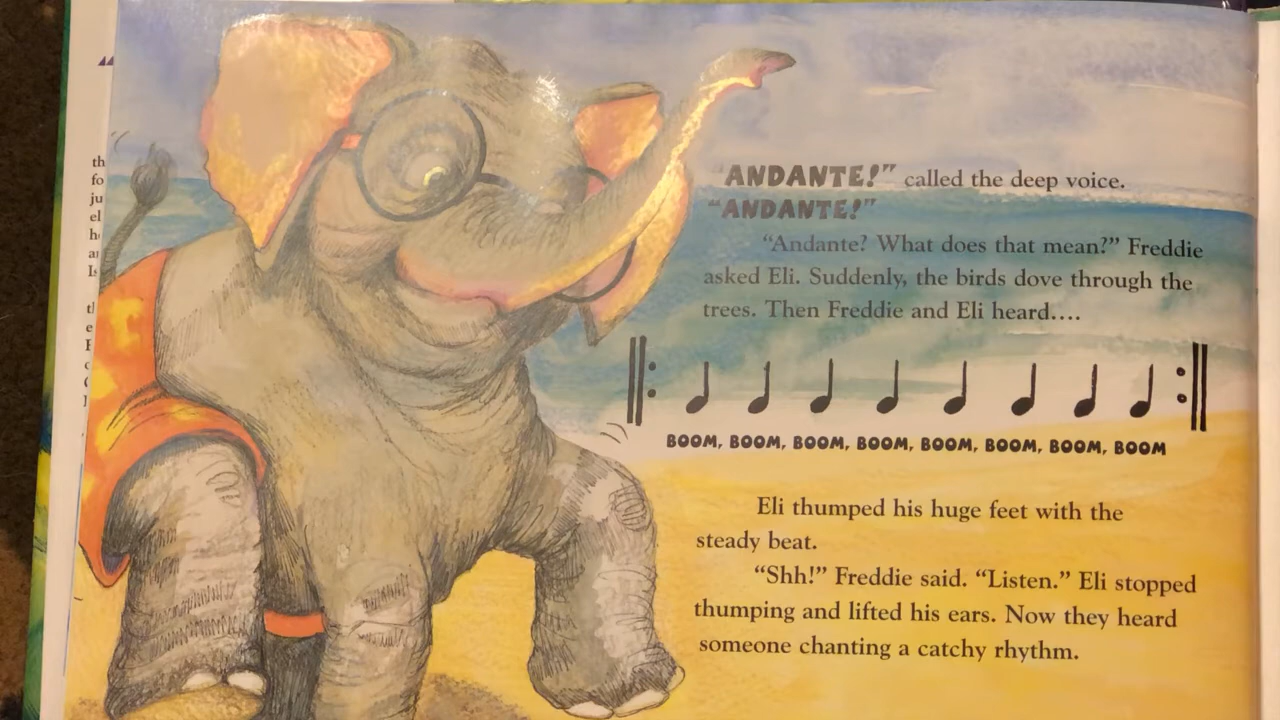 "ANDANTE!" called the deep voice.
"ANDANTE!"
"Andante? What does that mean?" Freddie
asked Eli. Suddenly, the birds dove through the
trees. Then Freddie and Eli heard....
BOOM, BOOM, BOOM, BOOM, BOOM, BOOM, BOOM, BOOM
Eli thumped his huge feet with the
steady beat.
"Shh!" Freddie said. "Listen." Eli stopped
thumping and lifted his ears. Now they heard
someone chanting a catchy rhythm.